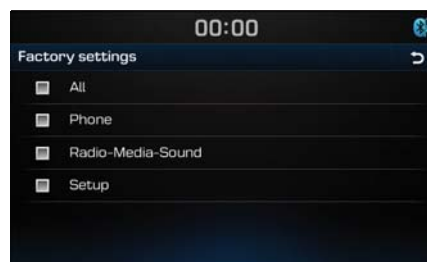 00:00
Factory settings
All
Phone
Radio-Media-Sound
Setup